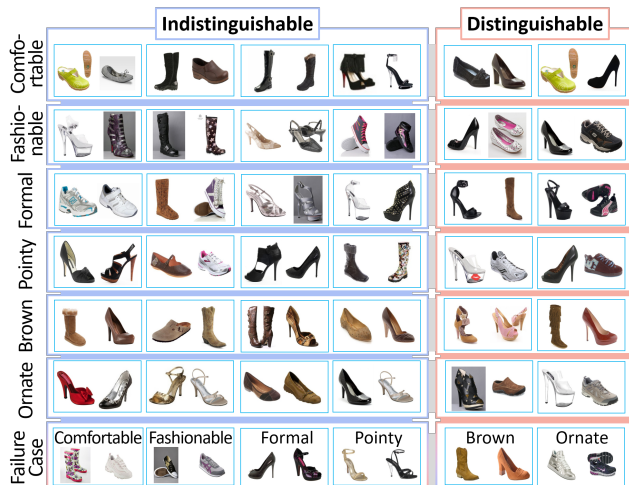 Indistinguishable
Distinguishable
Comfo-
rtable
Fashio-
nable
Formal
Pointy
Brown
Ornate
Failure
Case
Comfortable
Fashionable
Formal
Pointy
Brown
Ornate